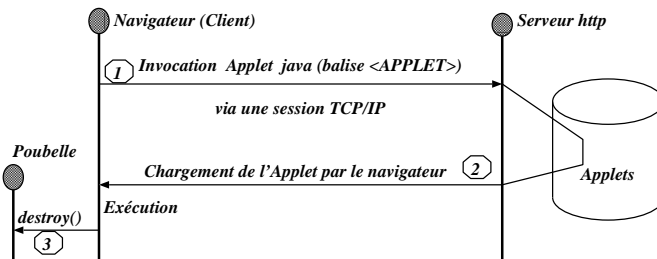 Navigateur (Client)
Serveur http
1
Invocation Applet java (balise <APPLET>)
via une session TCP/IP
Poubelle
Chargement de l'Applet par le navigateur
2
Applets
Exécution
destroy()
3